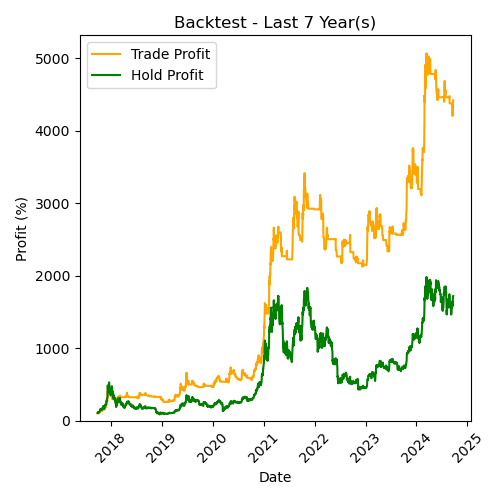 Backtest - Last 7 Year(s)
Trade Profit
Hold Profit
Profit (%)
5000
4000
3000
2000
1000
0
2018 2019 2020 2021 2022 2023 2024 2025
Date